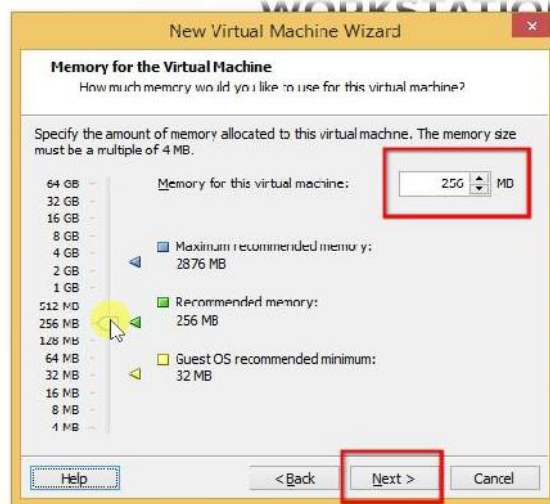 WORKSTATION
New Virtual Machine Wizard
Memory for the Virtual Machine
How much memory would you like to use for this virtual machine?
Specify the amount of memory allocated to this virtual machine. The memory size
must be a multiple of 4 MB.
Memory for this virtual machine: 256 MB
64 GB
32 GB
16 GB
8 GB
4 GB
2 GB
1 GB
512 MB
256 MB
128 MB
64 MB
32 MB
16 MB
8 MB
4 MB
Maximum recommended memory:
2876 MB
Recommended memory:
256 MB
Guest OS recommended minimum:
32 MB
Help
< Back
Next >
Cancel